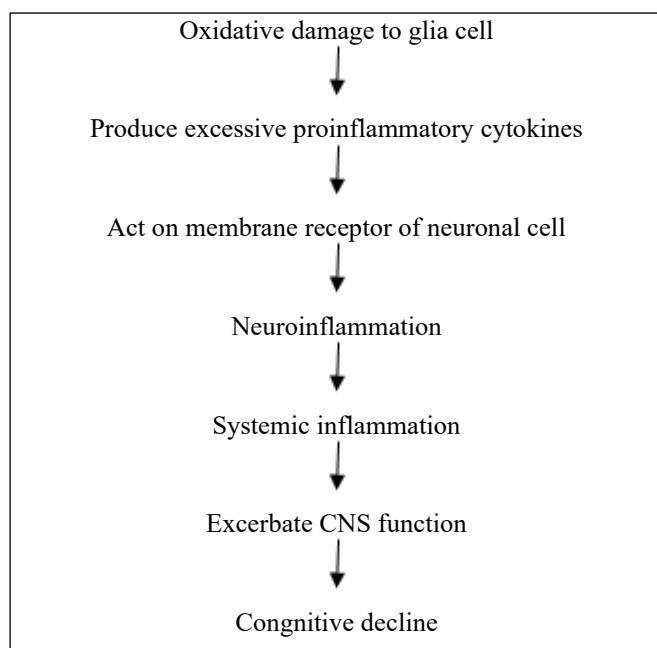 Oxidative damage to glia cell
Produce excessive proinflammatory cytokines
Act on membrane receptor of neuronal cell
Neuroinflammation
Systemic inflammation
Excerbate CNS function
Congnitive decline